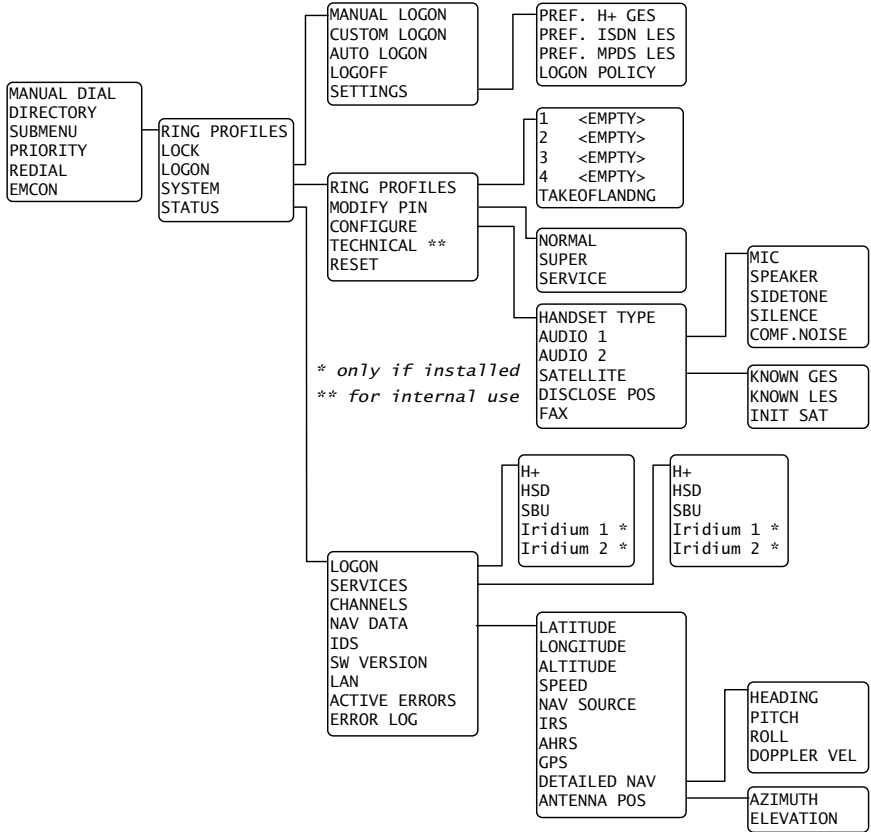 MANUAL DIAL
DIRECTORY
SUBMENU
PRIORITY
REDIAL
EMCON
RING PROFILES
LOCK
LOGON
SYSTEM
STATUS
MANUAL LOGON
CUSTOM LOGON
AUTO LOGON
LOGOFF
SETTINGS
PREF. H+ GES
PREF. ISDN LES
PREF. MPDS LES
LOGON POLICY
RING PROFILES
MODIFY PIN
CONFIGURE
TECHNICAL **
RESET
1 <EMPTY>
2 <EMPTY>
3 <EMPTY>
4 <EMPTY>
TAKEOFLANDNG
NORMAL
SUPER
SERVICE
HANDSET TYPE
AUDIO 1
AUDIO 2
SATELLITE
DISCLOSE POS
FAX
MIC
SPEAKER
SIDETONE
SILENCE
COMF.NOISE
KNOWN GES
KNOWN LES
INIT SAT
* only if installed
** for internal use
LOGON
SERVICES
CHANNELS
NAV DATA
IDS
SW VERSION
LAN
ACTIVE ERRORS
ERROR LOG
H+
HSD
SBU
Iridium 1 *
Iridium 2 *
H+
HSD
SBU
Iridium 1 *
Iridium 2 *
LATITUDE
LONGITUDE
ALTITUDE
SPEED
NAV SOURCE
IRS
AHRS
GPS
DETAILED NAV
ANTENNA POS
HEADING
PITCH
ROLL
DOPPLER VEL
AZIMUTH
ELEVATION